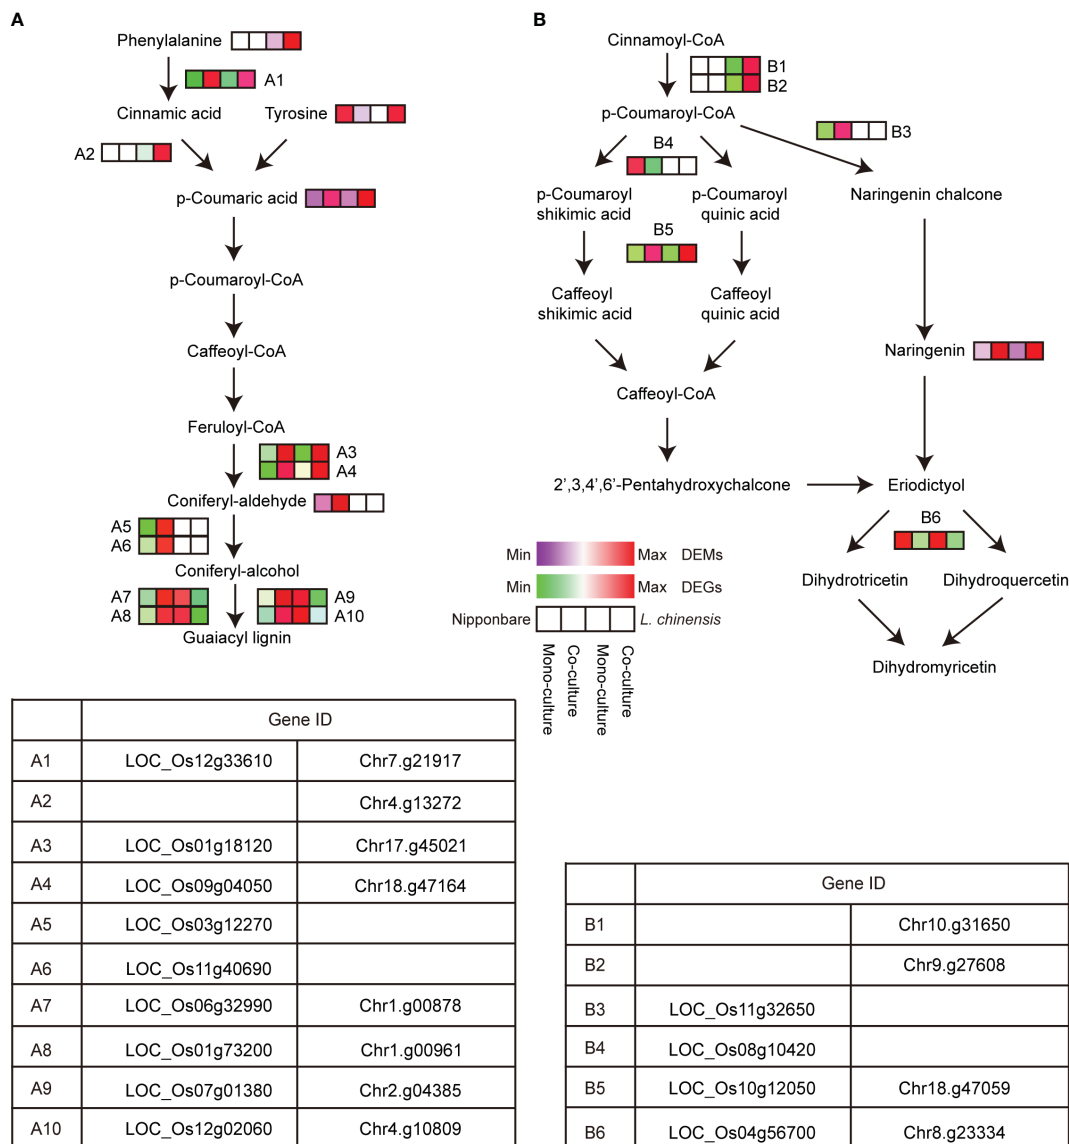 A
Phenylalanine
A1
Cinnamic acid
Tyrosine
A2
p-Coumaric acid
p-Coumaroyl-CoA
Caffeoyl-CoA
Feruloyl-CoA
A3
A4
Coniferyl-aldehyde
A5
A6
Coniferyl-alcohol
A7
A9
A8
A10
Guaiacyl lignin
B
Cinnamoyl-CoA
B1
B2
p-Coumaroyl-CoA
B3
B4
p-Coumaroyl
shikimic acid
p-Coumaroyl
quinic acid
Naringenin chalcone
B5
Caffeoyl
shikimic acid
Caffeoyl
quinic acid
Naringenin
Caffeoyl-CoA
2',3,4',6'-Pentahydroxychalcone
Eriodictyol
B6
Dihydrotricetin
Dihydroquercetin
Dihydromyricetin
Min Max DEMs
Min Max DEGs
Nipponbare L. chinensis
Mono-culture
Co-culture
Mono-culture
Co-culture
Gene ID
A1 LOC_Os12g33610 Chr7.g21917
A2 Chr4.g13272
A3 LOC_Os01g18120 Chr17.g45021
A4 LOC_Os09g04050 Chr18.g47164
A5 LOC_Os03g12270
A6 LOC_Os11g40690
A7 LOC_Os06g32990 Chr1.g00878
A8 LOC_Os01g73200 Chr1.g00961
A9 LOC_Os07g01380 Chr2.g04385
A10 LOC_Os12g02060 Chr4.g10809
Gene ID
B1 Chr10.g31650
B2 Chr9.g27608
B3 LOC_Os11g32650
B4 LOC_Os08g10420
B5 LOC_Os10g12050 Chr18.g47059
B6 LOC_Os04g56700 Chr8.g23334